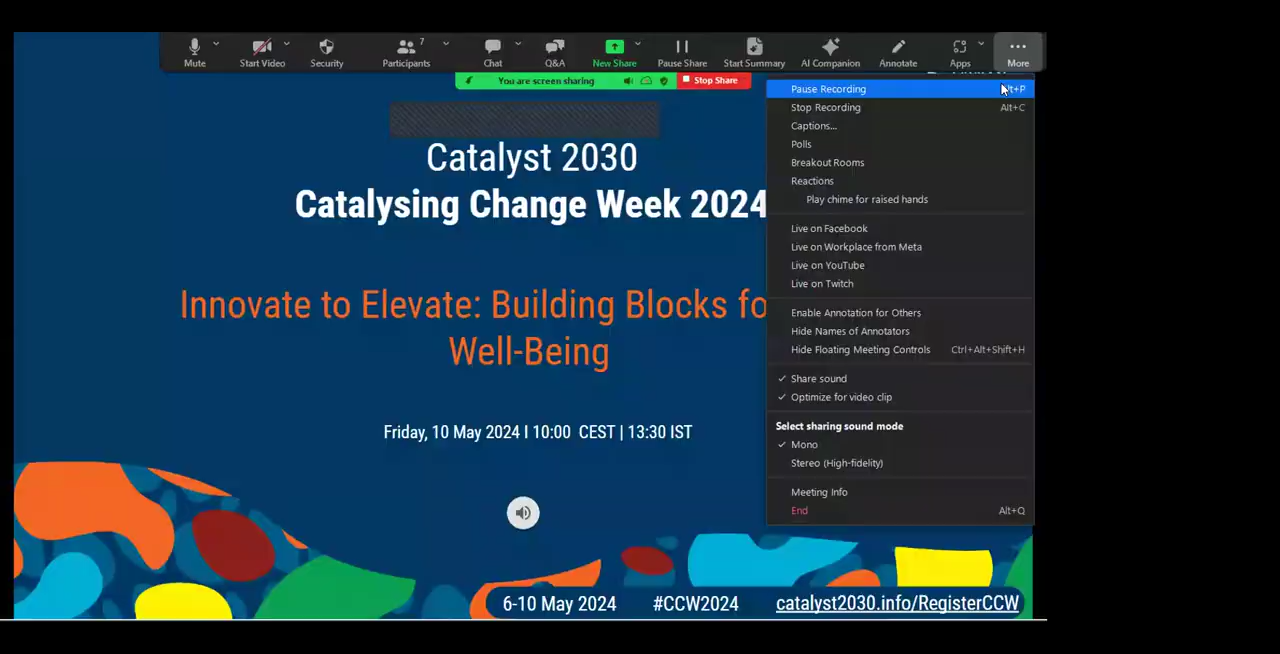 Mute
Start Video
Security
Participants
7
Chat
Q&A
New Share
Pause Share
Start Summary
AI Companion
Annotate
Apps
More
You are screen sharing
Stop Share
Catalyst 2030
Catalysing Change Week 2024
Innovate to Elevate: Building Blocks fo
Well-Being
Friday, 10 May 2024 I 10:00 CEST | 13:30 IST
Pause Recording
Stop Recording Alt+C
Captions...
Polls
Breakout Rooms
Reactions
Play chime for raised hands
Live on Facebook
Live on Workplace from Meta
Live on YouTube
Live on Twitch
Enable Annotation for Others
Hide Names of Annotators
Hide Floating Meeting Controls Ctrl+Alt+Shift+H
Share sound
Optimize for video clip
Select sharing sound mode
Mono
Stereo (High-fidelity)
Meeting Info
End Alt+Q
6-10 May 2024 #CCW2024 catalyst2030.info/RegisterCCW